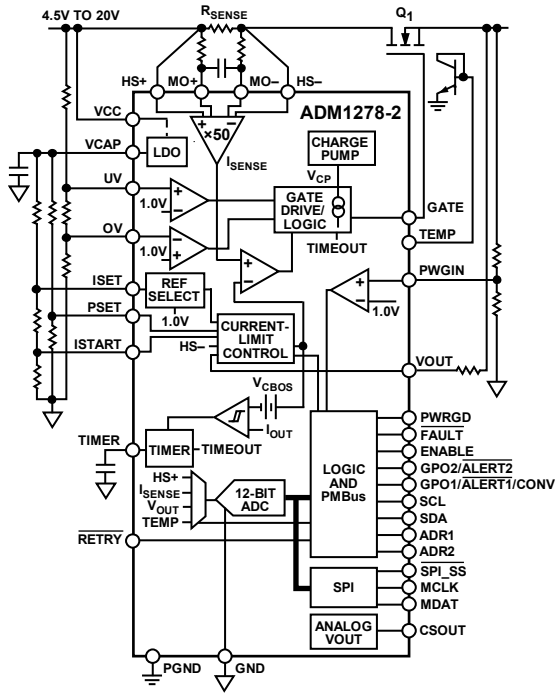 4.5V TO 20V
RSENSE
Q1
HS+
MO+
MO–
HS–
ADM1278-2
VCC
VCAP
LDO
+
–
×50
ISENSE
CHARGE
PUMP
VCP
UV
+
–
1.0V
GATE
DRIVE/
LOGIC
TIMEOUT
GATE
TEMP
OV
–
+
1.0V
+
–
PWGIN
+
–
1.0V
ISET
REF
SELECT
1.0V
PSET
ISTART
HS–
CURRENT-
LIMIT
CONTROL
VOUT
VCBOS
IOUT
TIMER
TIMER
TIMEOUT
LOGIC
AND
PMBus
PWRGD
FAULT
ENABLE
GPO2/ALERT2
GPO1/ALERT1/CONV
SCL
SDA
ADR1
ADR2
HS+
ISENSE
VOUT
TEMP
12-BIT
ADC
RETRY
SPI
SPI_SS
MCLK
MDAT
ANALOG
VOUT
CSOUT
PGND
GND